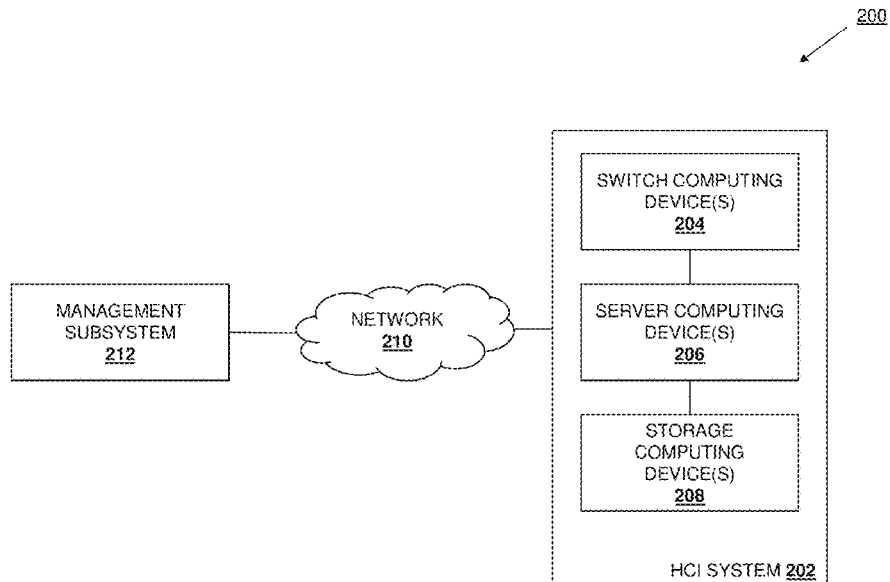 200
SWITCH COMPUTING
DEVICE(S)
204
MANAGEMENT
SUBSYSTEM
212
NETWORK
210
SERVER COMPUTING
DEVICE(S)
206
STORAGE
COMPUTING
DEVICE(S)
208
HCI SYSTEM 202